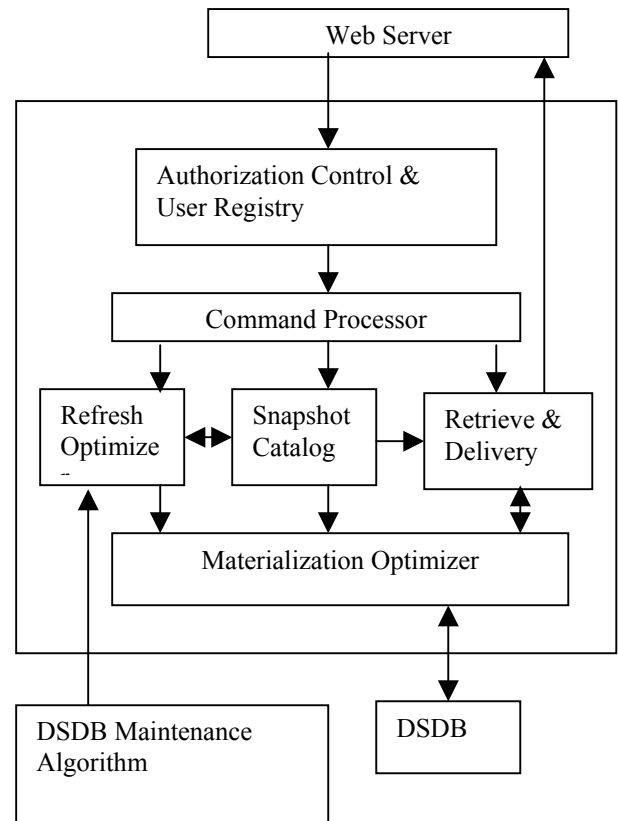 Web Server
Authorization Control &
User Registry
Command Processor
Refresh
Optimize
Snapshot
Catalog
Retrieve &
Delivery
Materialization Optimizer
DSDB Maintenance
Algorithm
DSDB